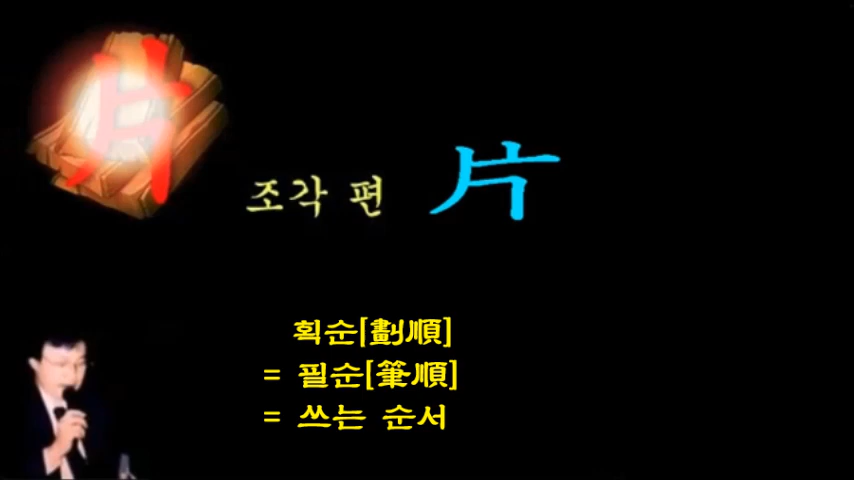 片
조각 편 片
획순[劃順]
= 필순[筆順]
= 쓰는 순서